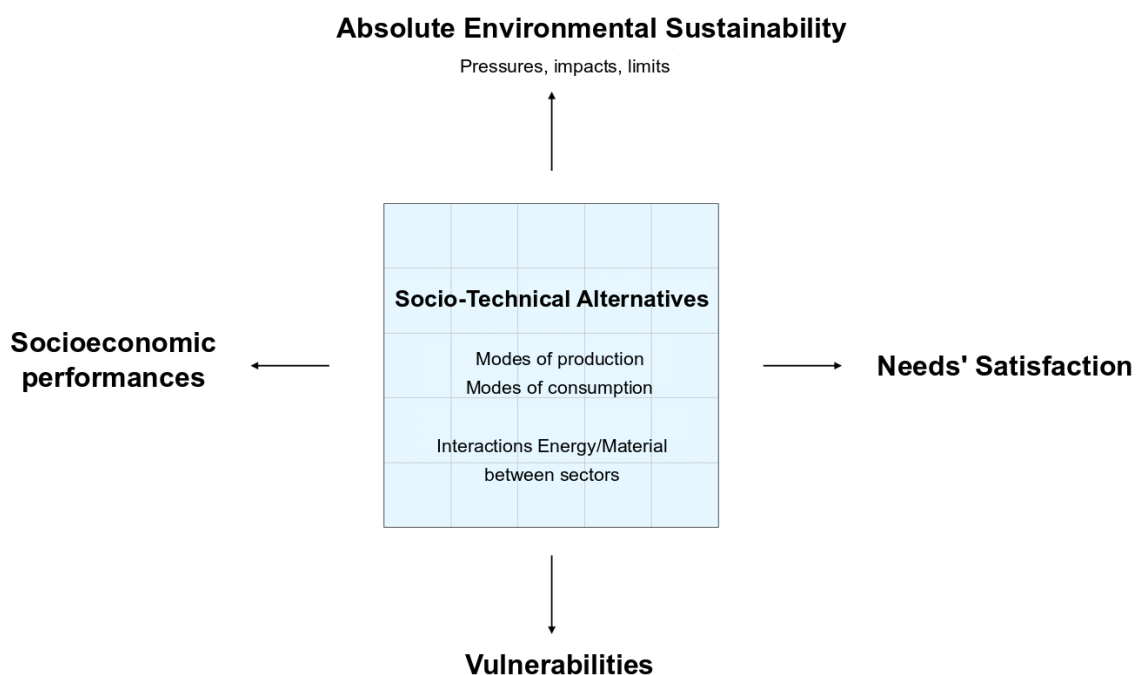 Absolute Environmental Sustainability
Pressures, impacts, limits
Socio-Technical Alternatives
Modes of production
Modes of consumption
Interactions Energy/Material
between sectors
Socioeconomic
performances
Needs' Satisfaction
Vulnerabilities